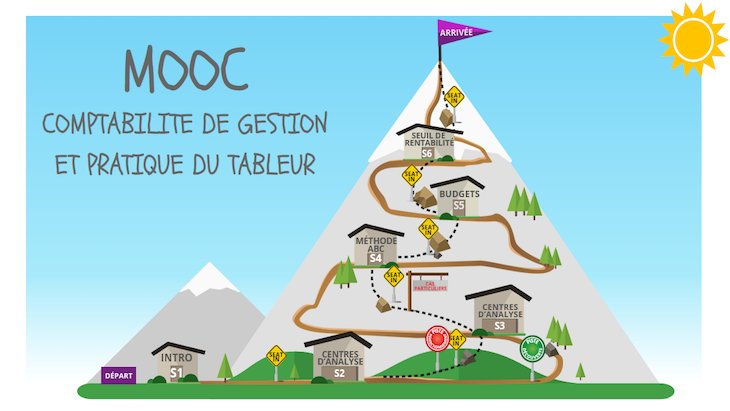 MOOC
COMPTABILITE DE GESTION
ET PRATIQUE DU TABLEUR
ARRIVÉE
SEAT
IN
SEUIL DE
RENTABILITÉ
S6
SEAT
IN
BUDGETS
S5
SEAT
IN
MÉTHODE
ABC
S4
SEAT
IN
CAS
PARTICULIERS
CENTRES
D'ANALYSE
S3
PISTE
SEAT
IN
PISTE
SEAT
IN
CENTRES
D'ANALYSE
S2
INTRO
S1
DÉPART